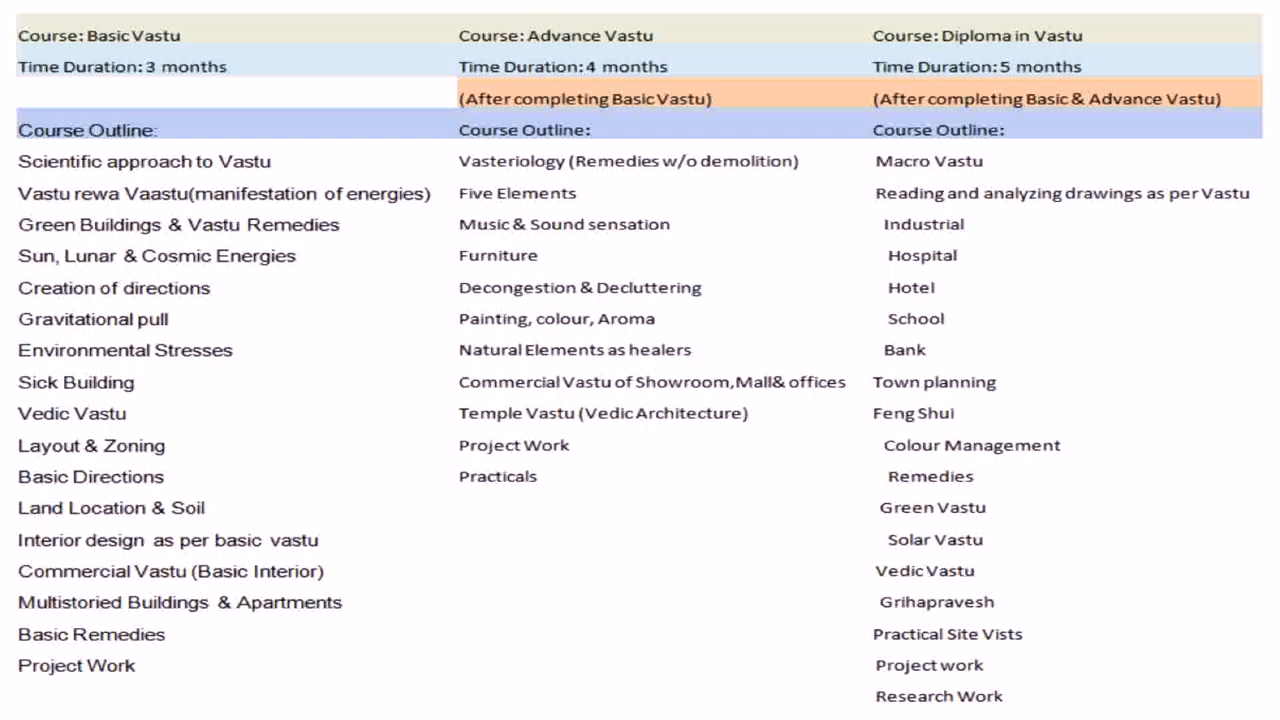 Course: Basic Vastu
Time Duration: 3 months
Course Outline:
Scientific approach to Vastu
Vastu rewa Vaastu(manifestation of energies)
Green Buildings & Vastu Remedies
Sun, Lunar & Cosmic Energies
Creation of directions
Gravitational pull
Environmental Stresses
Sick Building
Vedic Vastu
Layout & Zoning
Basic Directions
Land Location & Soil
Interior design as per basic vastu
Commercial Vastu (Basic Interior)
Multistoried Buildings & Apartments
Basic Remedies
Project Work
Course: Advance Vastu
Time Duration: 4 months
(After completing Basic Vastu)
Course Outline:
Vasteriology (Remedies w/o demolition)
Five Elements
Music & Sound sensation
Furniture
Decongestion & Decluttering
Painting, colour, Aroma
Natural Elements as healers
Commercial Vastu of Showroom,Mall& offices
Temple Vastu (Vedic Architecture)
Project Work
Practicals
Course: Diploma in Vastu
Time Duration: 5 months
(After completing Basic & Advance Vastu)
Course Outline:
Macro Vastu
Reading and analyzing drawings as per Vastu
Industrial
Hospital
Hotel
School
Bank
Town planning
Feng Shui
Colour Management
Remedies
Green Vastu
Solar Vastu
Vedic Vastu
Grihapravesh
Practical Site Vists
Project work
Research Work